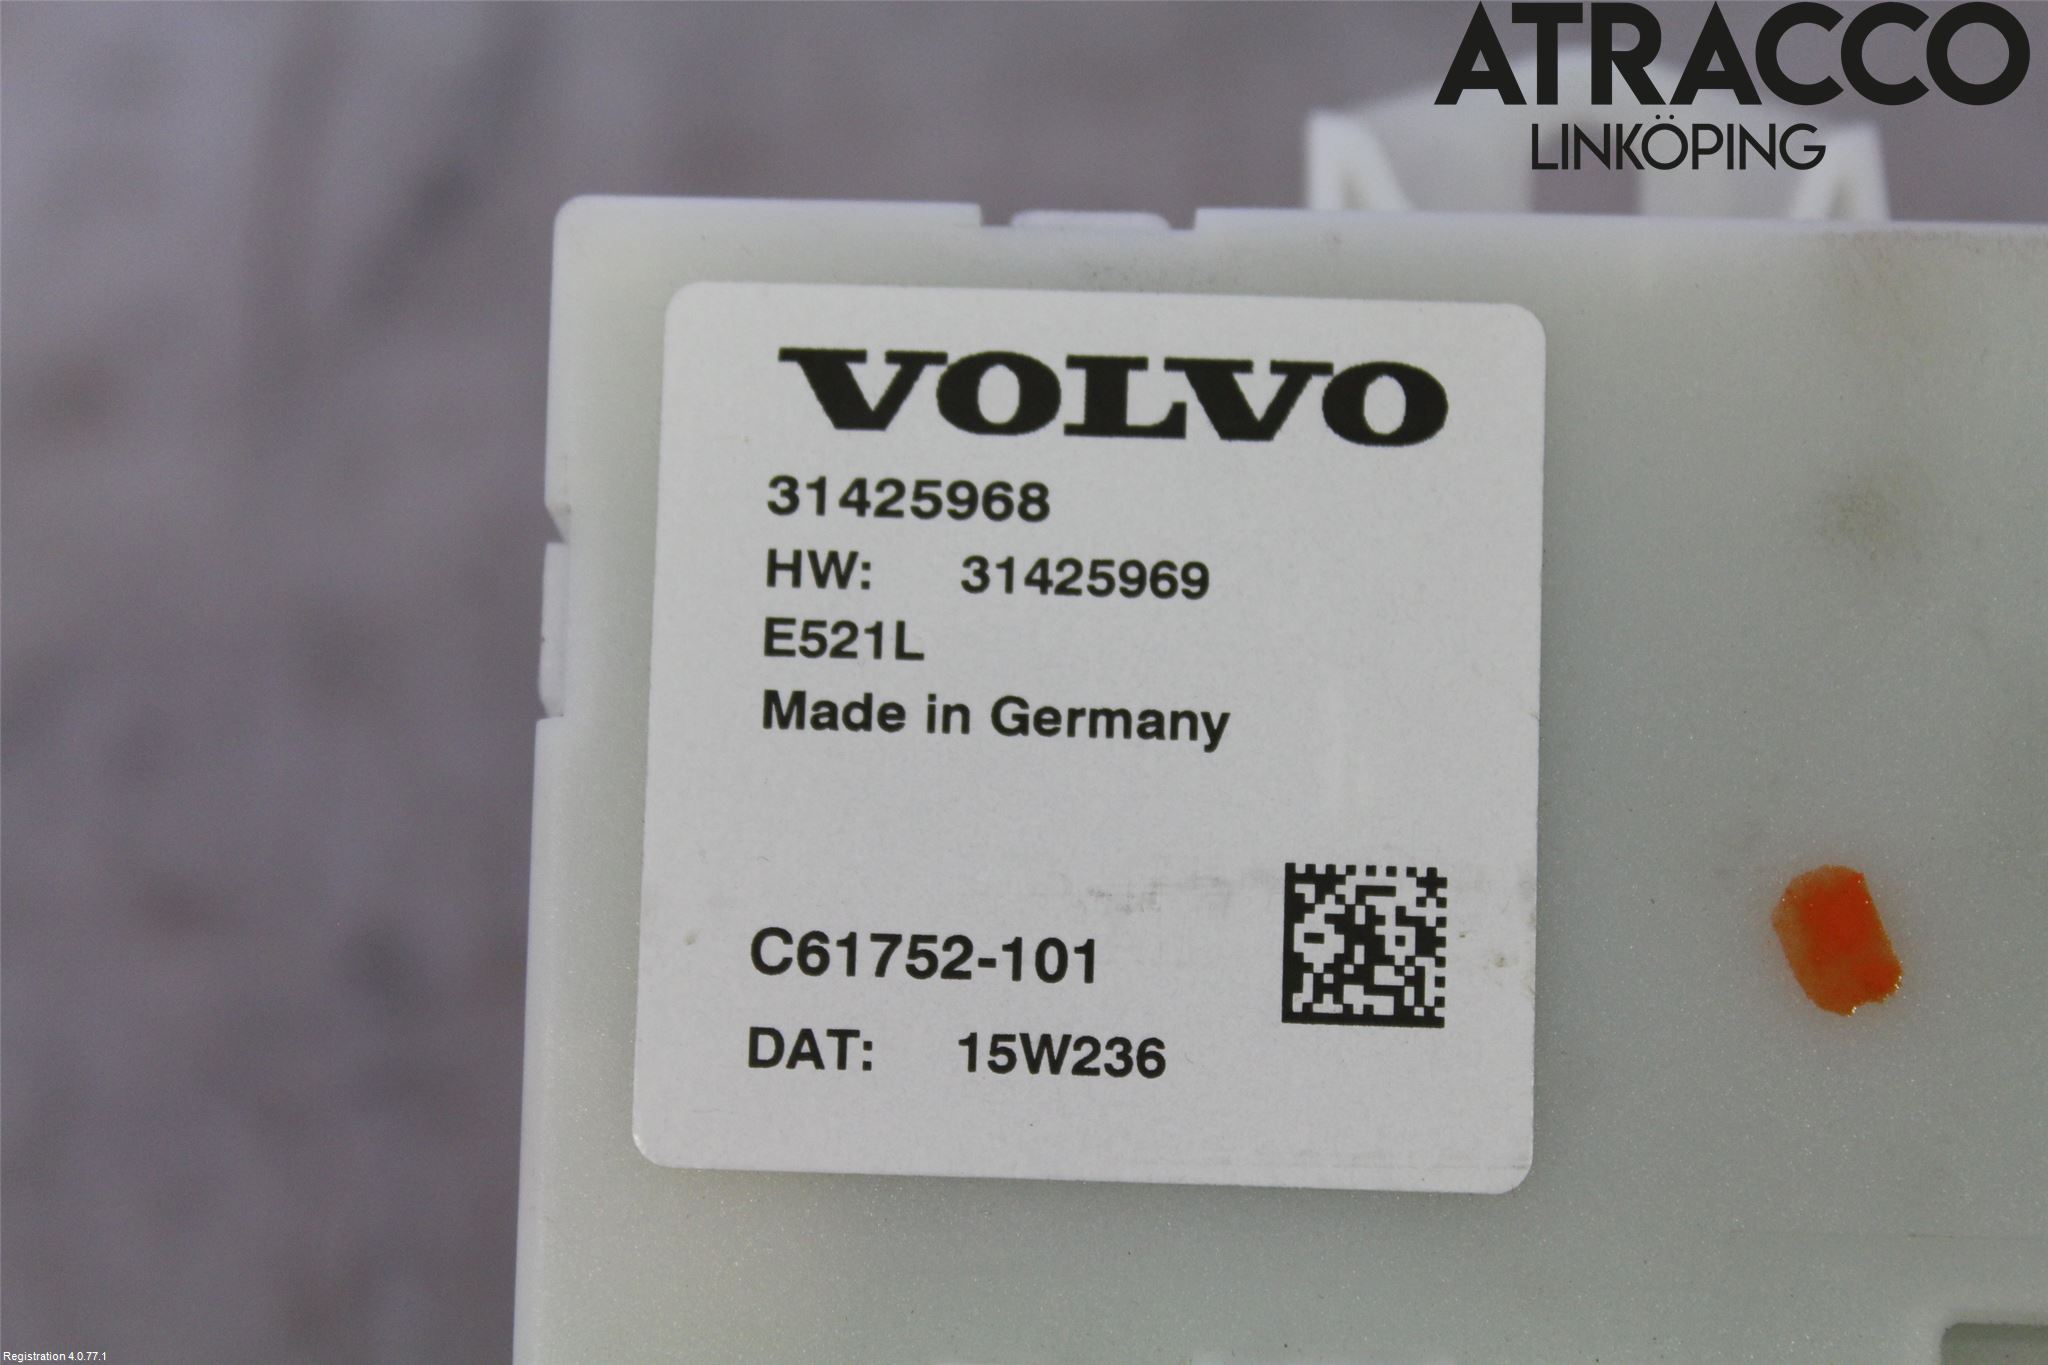 ATRACCO
LINKÖPING
VOLVO
31425968
HW: 31425969
E521L
Made in Germany
C61752-101
DAT: 15W236
Registration 4.0.77.1